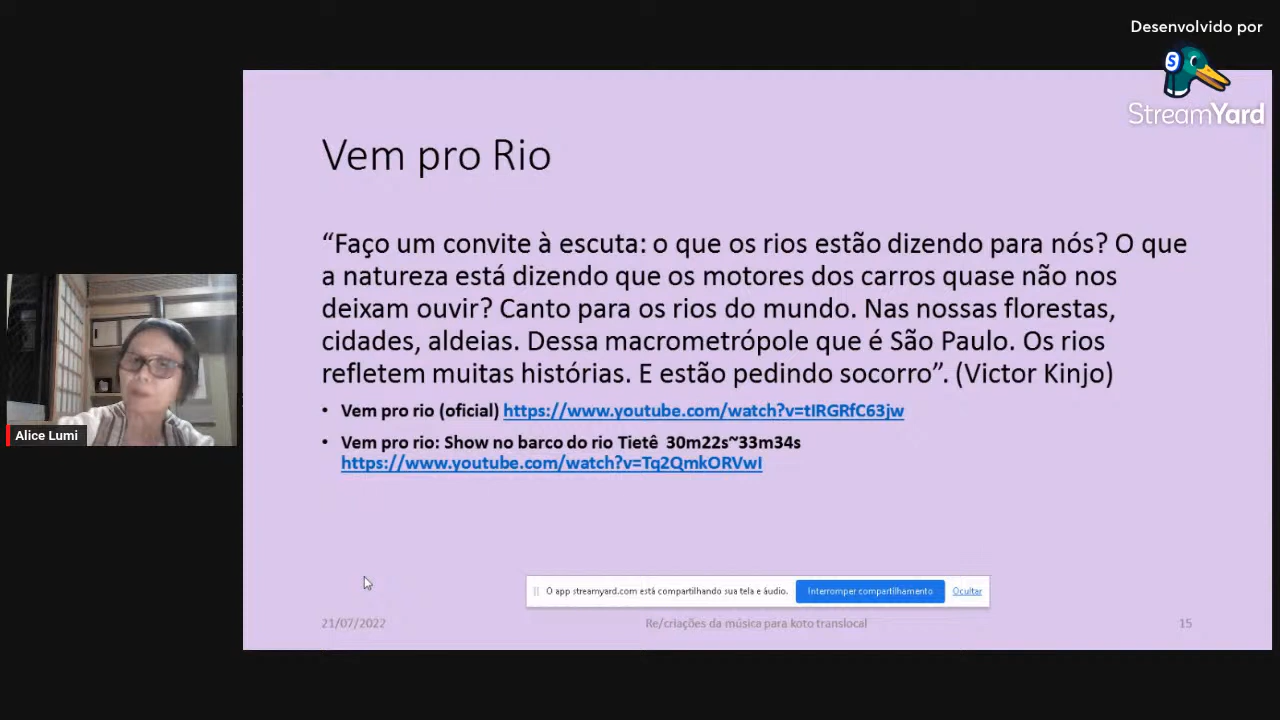 Desenvolvido por
StreamYard
Vem pro Rio
“Faço um convite à escuta: o que os rios estão dizendo para nós? O que
a natureza está dizendo que os motores dos carros quase não nos
deixam ouvir? Canto para os rios do mundo. Nas nossas florestas,
cidades, aldeias. Dessa macrometrópole que é São Paulo. Os rios
refletem muitas histórias. E estão pedindo socorro”. (Victor Kinjo)
• Vem pro rio (oficial) https://www.youtube.com/watch?v=tIRGRfC63jw
• Vem pro rio: Show no barco do rio Tietê 30m22s~33m34s
https://www.youtube.com/watch?v=Tq2QmkORVwI
Alice Lumi
O app streamyard.com está compartilhando sua tela e áudio. Interromper compartilhamento Ocultar
21/07/2022 Re/criações da música para koto translocal 15